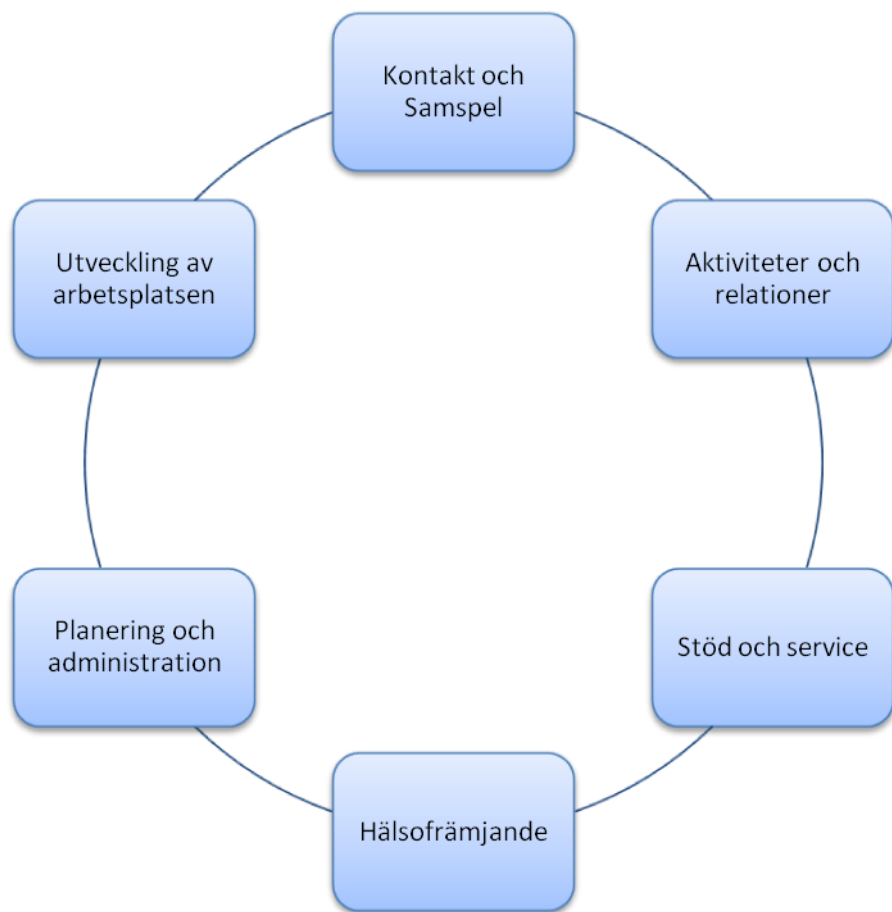 Kontakt och
Samspel
Aktiviteter och
relationer
Stöd och service
Hälsofrämjande
Planering och
administration
Utveckling av
arbetsplatsen